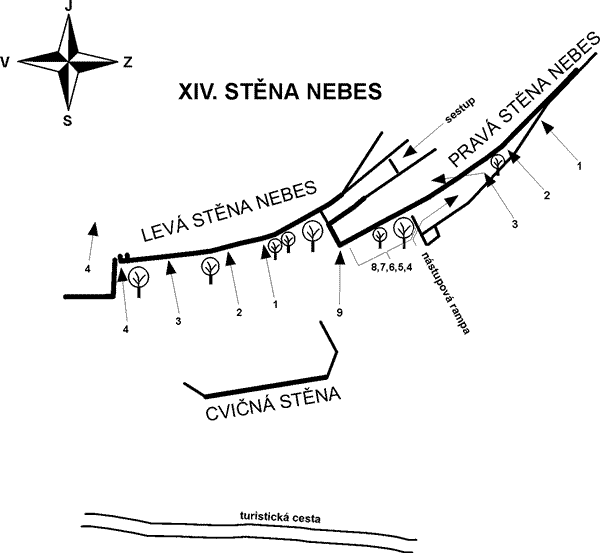 J
V
Z
S
XIV. STĚNA NEBES
sestup
PRAVÁ STĚNA NEBES
1
2
3
LEVÁ STĚNA NEBES
4
4
3
2
1
9
8,7,6,5,4
nástupová rampa
CVIČNÁ STĚNA
turistická cesta